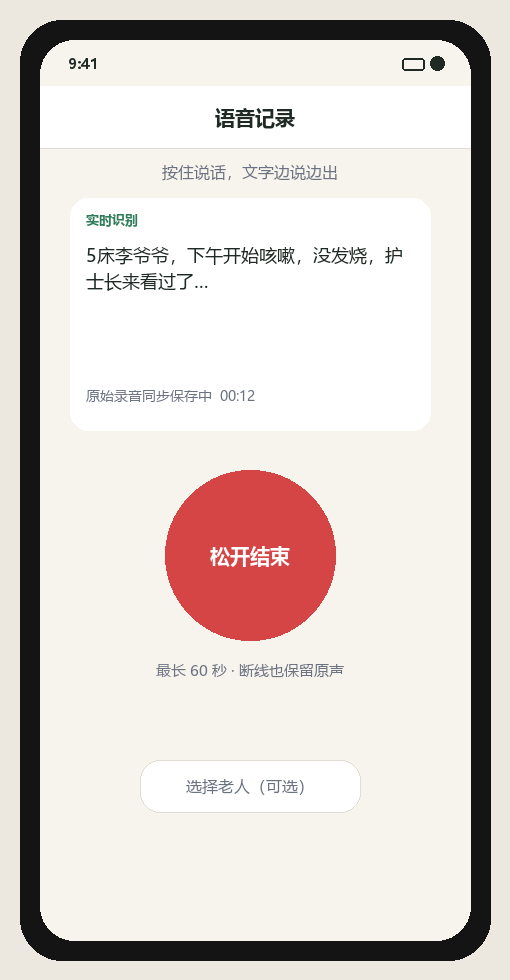 9:41
语音记录
按住说话，文字边说边出
实时识别
5床李爷爷，下午开始咳嗽，没发烧，护
士长来看过了...
原始录音同步保存中 00:12
松开结束
最长 60 秒 · 断线也保留原声
选择老人（可选）